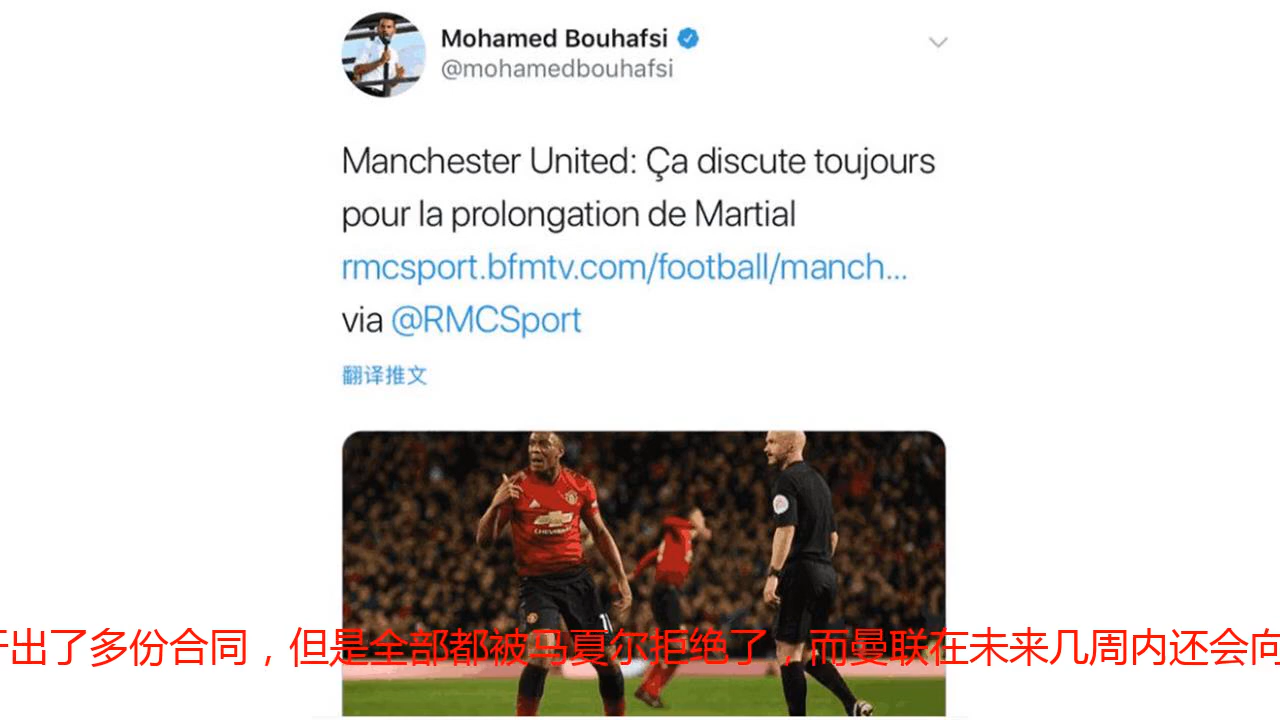 Mohamed Bouhafsi
@mohamedbouhafsi
Manchester United: Ça discute toujours
pour la prolongation de Martial
rmcsport.bfmtv.com/football/manch...
via @RMCSport
翻译推文
CHEVROLET
出了多份合同，但是全部都被马夏尔拒绝了，而曼联在未来几周内还会向